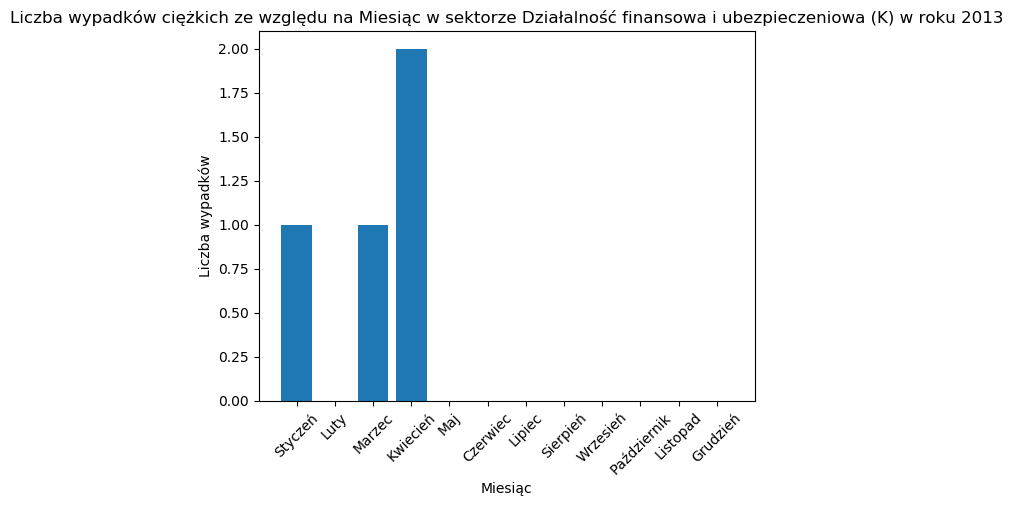 Liczba wypadków ciężkich ze względu na Miesiąc w sektorze Działalność finansowa i ubezpieczeniowa (K) w roku 2013
2.00
1.75
1.50
1.25
1.00
0.75
0.50
0.25
0.00
Liczba wypadków
Styczeń
Luty
Marzec
Kwiecień
Maj
Czerwiec
Lipiec
Sierpień
Wrzesień
Październik
Listopad
Grudzień
Miesiąc